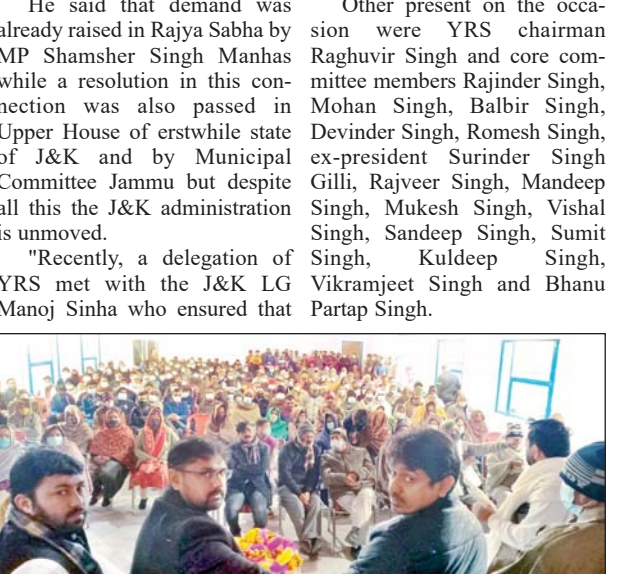 He said that demand was
already raised in Rajya Sabha by
MP Shamsher Singh Manhas
while a resolution in this con-
nection was also passed in
Upper House of erstwhile state
of J&K and by Municipal
Committee Jammu but despite
all this the J&K administration
is unmoved.
"Recently, a delegation of
YRS met with the J&K LG
Manoj Sinha who ensured that
Other present on the occa-
sion were YRS chairman
Raghuvir Singh and core com-
mittee members Rajinder Singh,
Mohan Singh, Balbir Singh,
Devinder Singh, Romesh Singh,
ex-president Surinder Singh
Gilli, Rajveer Singh, Mandeep
Singh, Mukesh Singh, Vishal
Singh, Sandeep Singh, Sumit
Singh, Kuldeep Singh,
Vikramjeet Singh and Bhanu
Partap Singh.